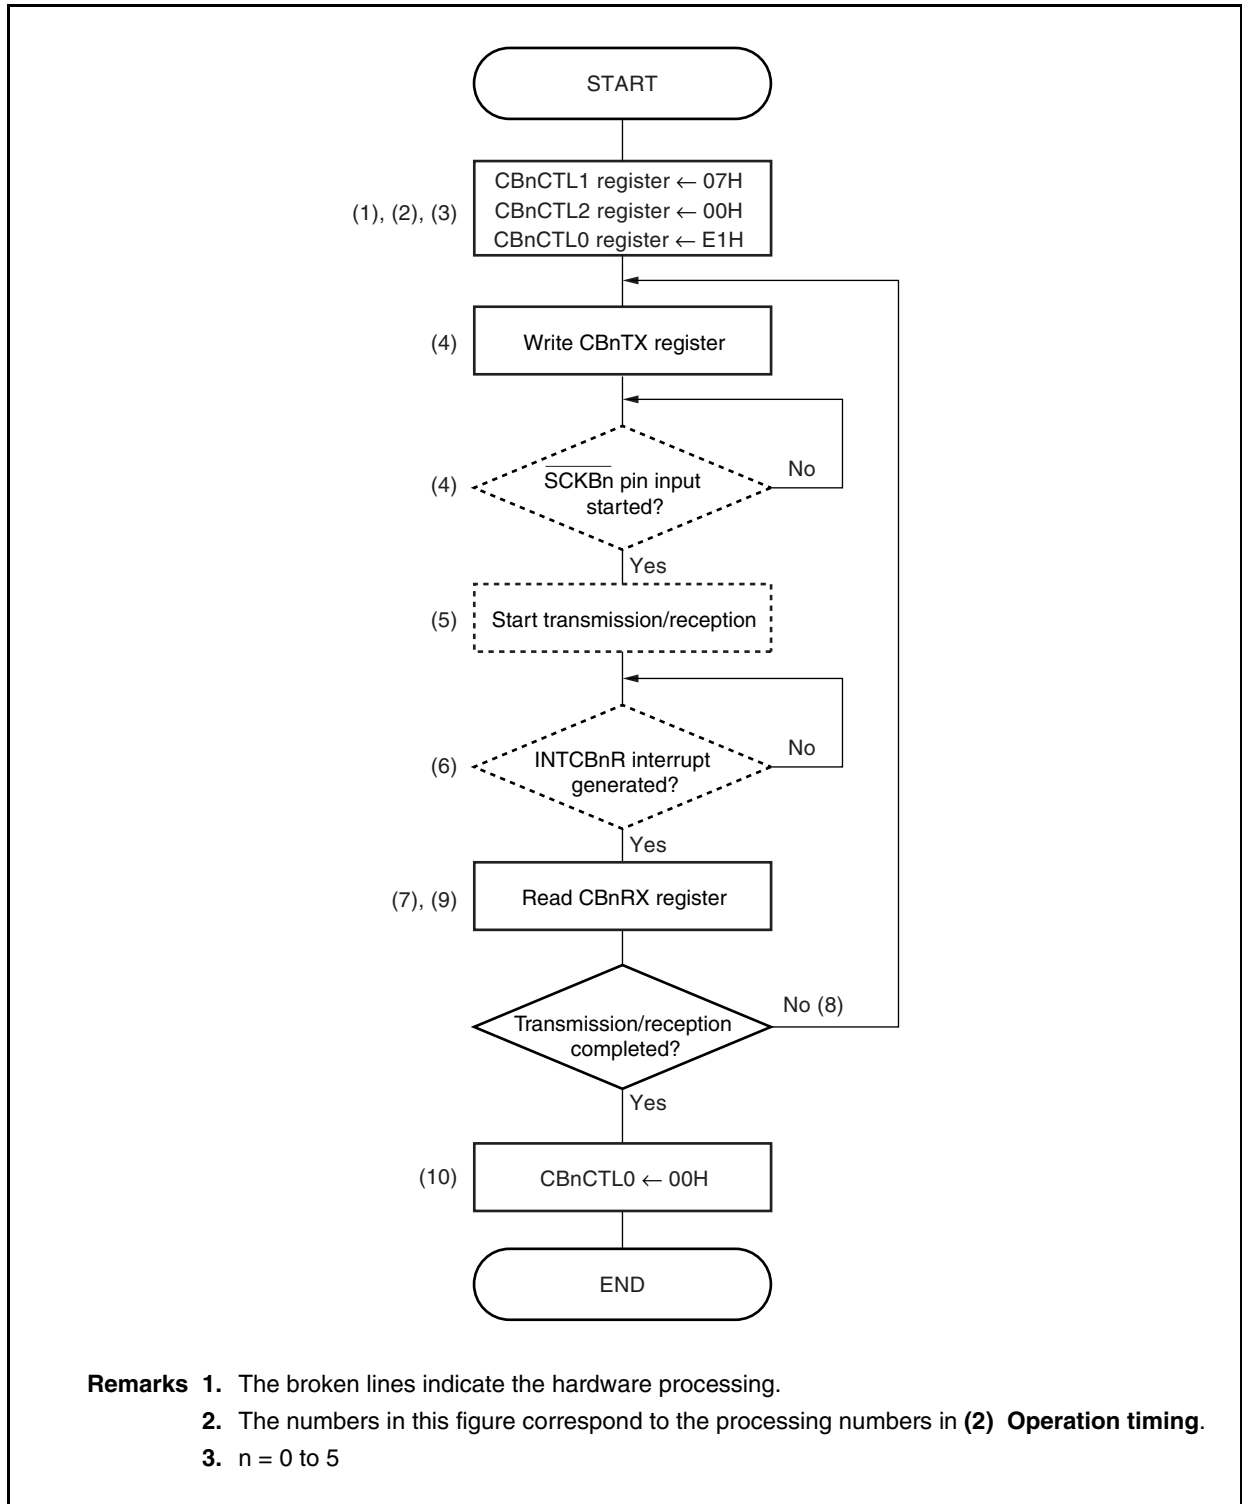 START
(1), (2), (3)
CBnCTL1 register ← 07H
CBnCTL2 register ← 00H
CBnCTL0 register ← E1H
(4)
Write CBnTX register
(4)
SCKBn pin input
started?
No
Yes
(5)
Start transmission/reception
(6)
INTCBnR interrupt
generated?
No
Yes
(7), (9)
Read CBnRX register
Transmission/reception
completed?
No (8)
Yes
(10)
CBnCTL0 ← 00H
END
Remarks 1. The broken lines indicate the hardware processing.
2. The numbers in this figure correspond to the processing numbers in (2) Operation timing.
3. n = 0 to 5